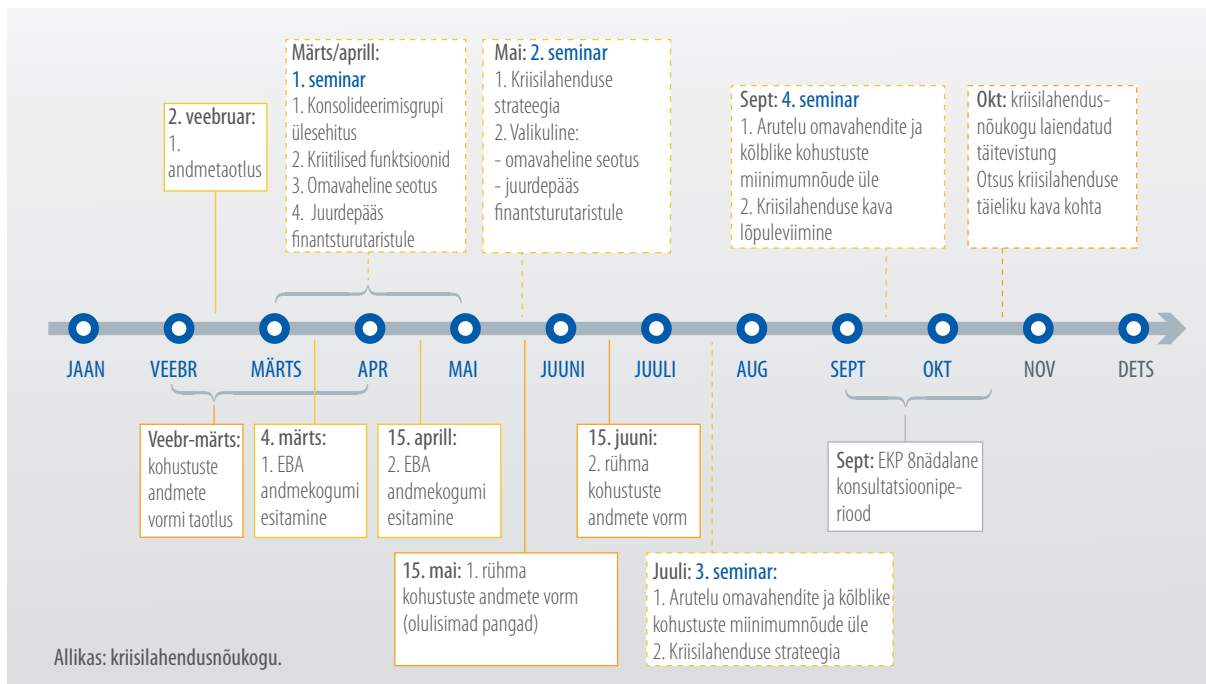 2. veebruar:
1.
andmetaotlus
Märts/aprill:
1. seminar
1. Konsolideerimisgrupi
ülesehitus
2. Kriitilised funktsioonid
3. Omavaheline seotus
4. Juurdepääs
finantsturutaristule
Mai: 2. seminar
1. Kriisilahenduse
strateegia
2. Valikuline:
- omavaheline seotus
- juurdepääs
finantsturutaristule
Sept: 4. seminar
1. Arutelu omavahendite ja
kõlblike kohustuste
miinimumnõude üle
2. Kriisilahenduse kava
lõpuleviimine
Okt: kriisilahendus-
nõukogu laiendatud
täitevistung
Otsus kriisilahenduse
täieliku kava kohta
JAAN VEEBR MÄRTS APR MAI JUUNI JUULI AUG SEPT OKT NOV DETS
Veebr-märts:
kohustuste
andmete
vormi taotlus
4. märts:
1. EBA
andmekogumi
esitamine
15. aprill:
2. EBA
andmekogumi
esitamine
15. mai: 1. rühma
kohustuste andmete vorm
(olulisimad pangad)
15. juuni:
2. rühma
kohustuste
andmete vorm
Juuli: 3. seminar:
1. Arutelu omavahendite ja kõlblike
kohustuste miinimumnõude üle
2. Kriisilahenduse strateegia
Sept: EKP 8nädalane
konsultatsioonipe-
riood
Allikas: kriisilahendusnõukogu.